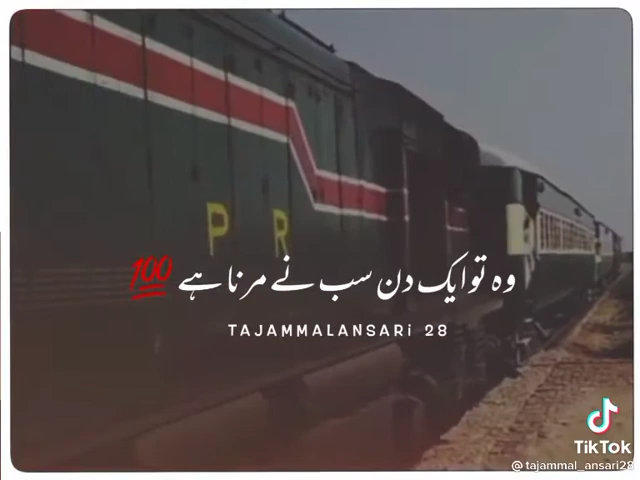 P R
وہ تو ایک دن سب نے مرنا ہے 💯
TAJAMMALANSARi 28
TikTok
@tajammal_ansari28